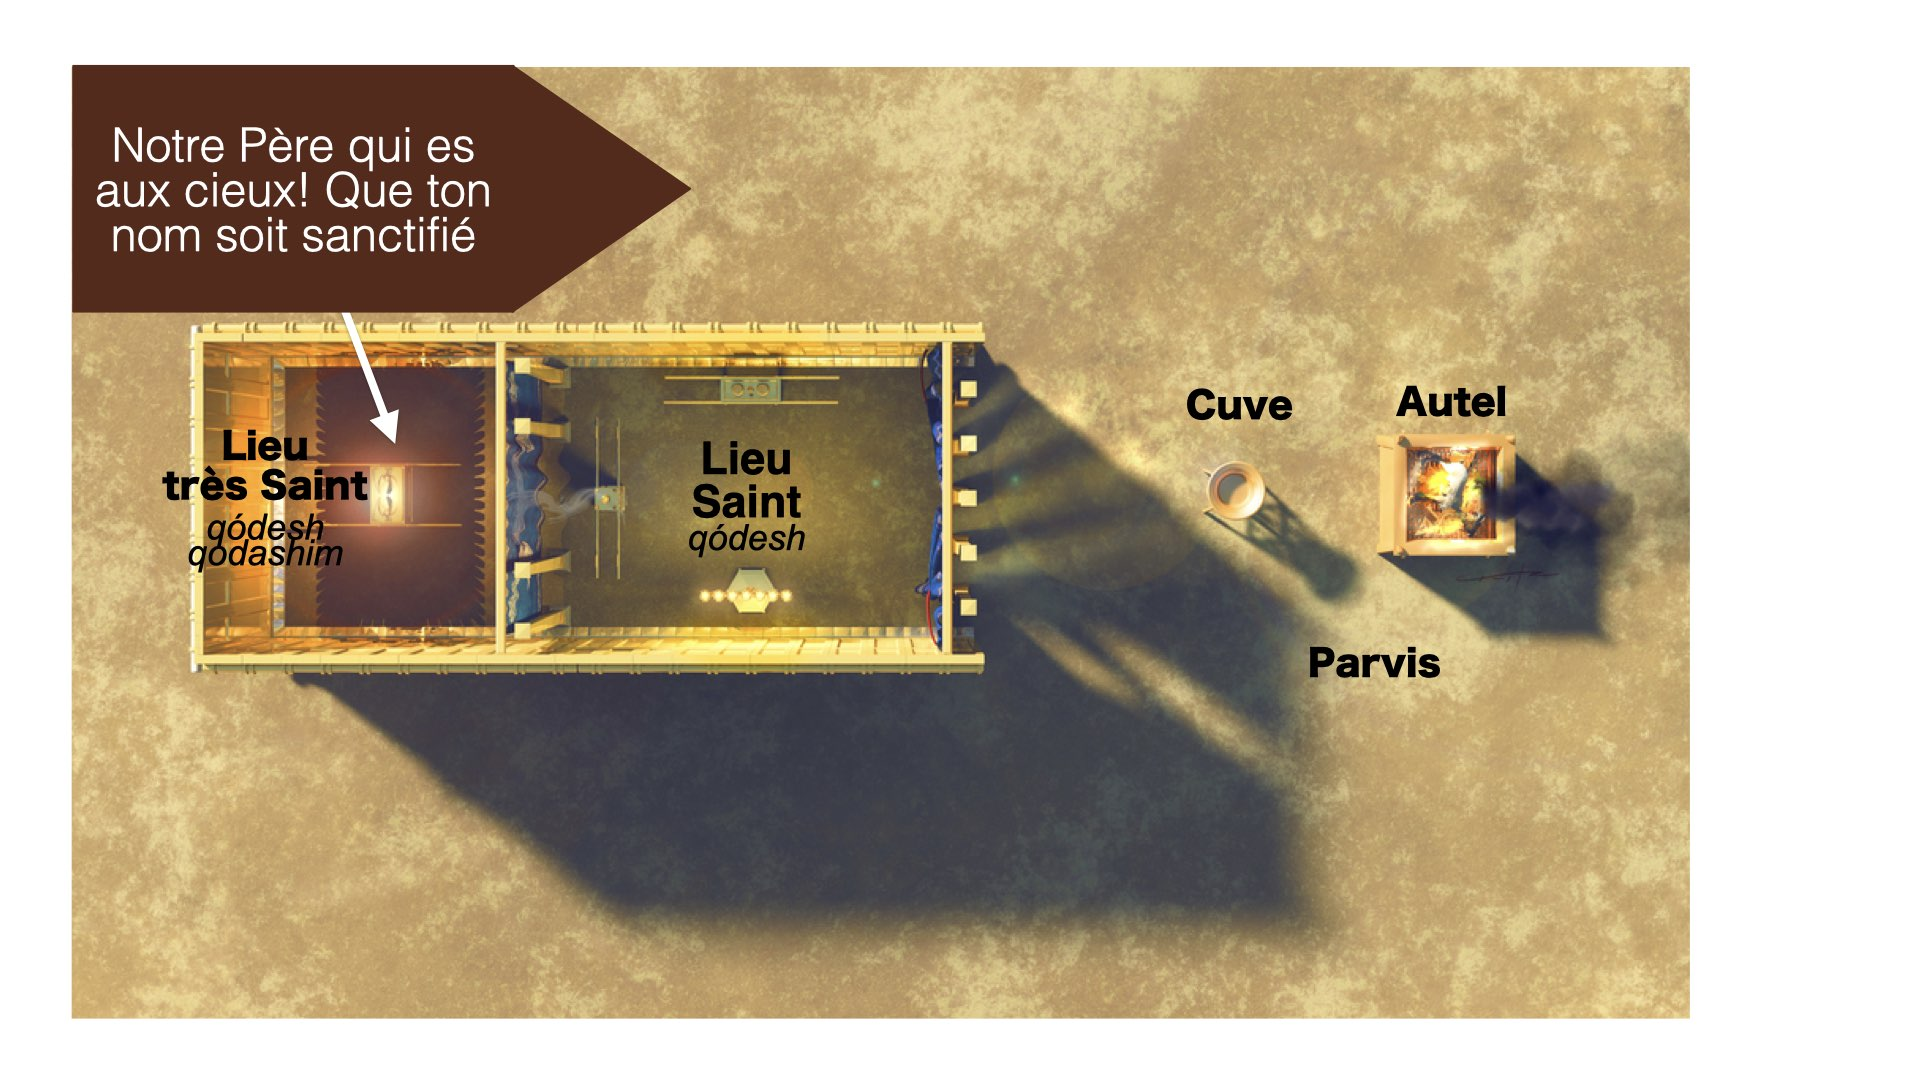 Notre Père qui es
aux cieux! Que ton
nom soit sanctifié
Cuve
Autel
Lieu
très Saint
qódesh
qodashim
Lieu
Saint
qódesh
Parvis